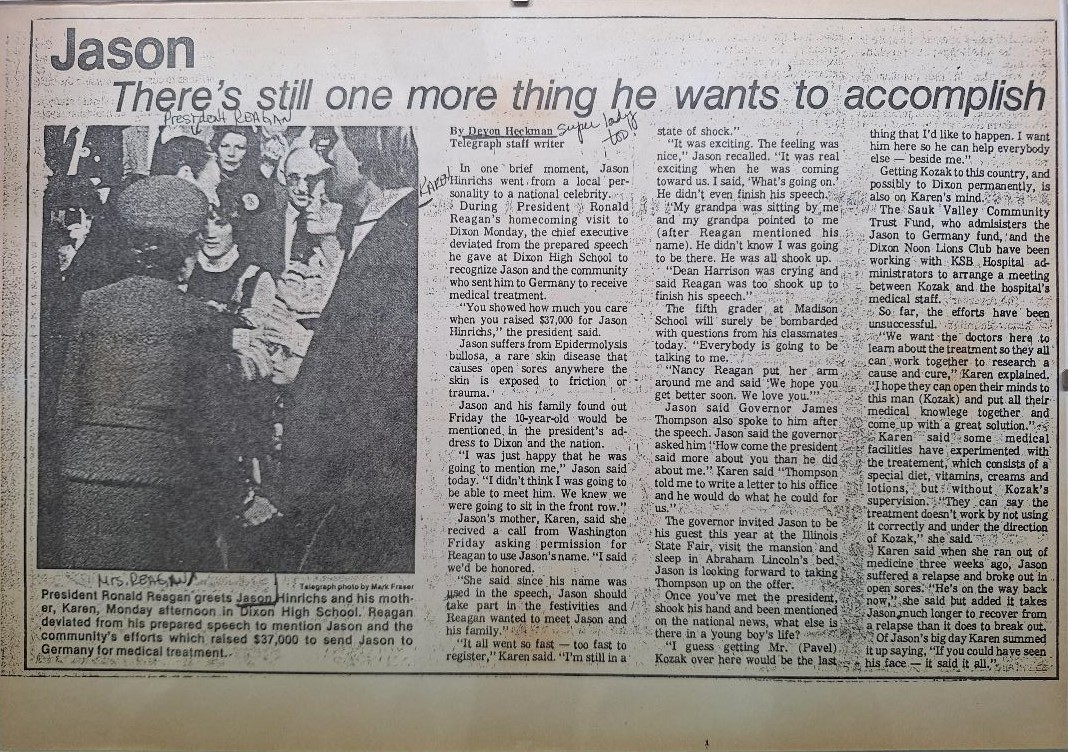 Jason
There's still one more thing he wants to accomplish
President REAGAN
KAREN
Mrs. REAGAN
Telegraph photo by Mark Fraser
President Ronald Reagan greets Jason Hinrichs and his moth-
er, Karen, Monday afternoon in Dixon High School. Reagan
deviated from his prepared speech to mention Jason and the
community's efforts which raised $37,000 to send Jason to
Germany for medical treatment.
By Devon Heckman super lady
Telegraph staff writer too
In one brief moment, Jason
Hinrichs went from a local per-
sonality to a national celebrity.
During President Ronald
Reagan's homecoming visit to
Dixon Monday, the chief executive
deviated from the prepared speech
he gave at Dixon High School to
recognize Jason and the community
who sent him to Germany to receive
medical treatment.
"You showed how much you care
when you raised $37,000 for Jason
Hinrichs," the president said.
Jason suffers from Epidermolysis
bullosa, a rare skin disease that
causes open sores anywhere the
skin is exposed to friction or
trauma.
Jason and his family found out
Friday the 10-year-old would be
mentioned in the president's ad-
dress to Dixon and the nation.
"I was just happy that he was
going to mention me," Jason said
today. "I didn't think I was going to
be able to meet him. We knew we
were going to sit in the front row."
Jason's mother, Karen, said she
recived a call from Washington
Friday asking permission for
Reagan to use Jason's name. "I said
we'd be honored.
"She said since his name was
used in the speech, Jason should
take part in the festivities and
Reagan wanted to meet Jason and
his family."
"It all went so fast — too fast to
register," Karen said. "I'm still in a
state of shock."
"It was exciting. The feeling was
nice," Jason recalled. "It was real
exciting when he was coming
toward us. I said, 'What's going on.'
He didn't even finish his speech.
"My grandpa was sitting by me
and my grandpa pointed to me
(after Reagan mentioned his
name). He didn't know I was going
to be there. He was all shook up.
"Dean Harrison was crying and
said Reagan was too shook up to
finish his speech."
The fifth grader at Madison
School will surely be bombarded
with questions from his classmates
today. "Everybody is going to be
talking to me.
"Nancy Reagan put her arm
around me and said 'We hope you
get better soon. We love you.'"
Jason said Governor James
Thompson also spoke to him after
the speech. Jason said the governor
asked him "How come the president
said more about you than he did
about me." Karen said "Thompson
told me to write a letter to his office
and he would do what he could for
us."
The governor invited Jason to be
his guest this year at the Illinois
State Fair, visit the mansion and
sleep in Abraham Lincoln's bed.
Jason is looking forward to taking
Thompson up on the offer.
Once you've met the president,
shook his hand and been mentioned
on the national news, what else is
there in a young boy's life?
"I guess getting Mr. (Pavel)
Kozak over here would be the last
thing that I'd like to happen. I want
him here so he can help everybody
else — beside me."
Getting Kozak to this country, and
possibly to Dixon permanently, is
also on Karen's mind.
The Sauk Valley Community
Trust Fund, who admisisters the
Jason to Germany fund, and the
Dixon Noon Lions Club have been
working with KSB Hospital ad-
ministrators to arrange a meeting
between Kozak and the hospital's
medical staff.
So far, the efforts have been
unsuccessful.
"We want the doctors here to
learn about the treatment so they all
can work together to research a
cause and cure," Karen explained.
"I hope they can open their minds to
this man (Kozak) and put all their
medical knowlege together and
come up with a great solution."
Karen said some medical
facilities have experimented with
the treatement, which consists of a
special diet, vitamins, creams and
lotions, but without Kozak's
supervision. "They can say the
treatment doesn't work by not using
it correctly and under the direction
of Kozak," she said.
Karen said when she ran out of
medicine three weeks ago, Jason
suffered a relapse and broke out in
open sores. "He's on the way back
now," she said but added it takes
Jason much longer to recover from
a relapse than it does to break out.
Of Jason's big day Karen summed
it up saying, "If you could have seen
his face — it said it all."